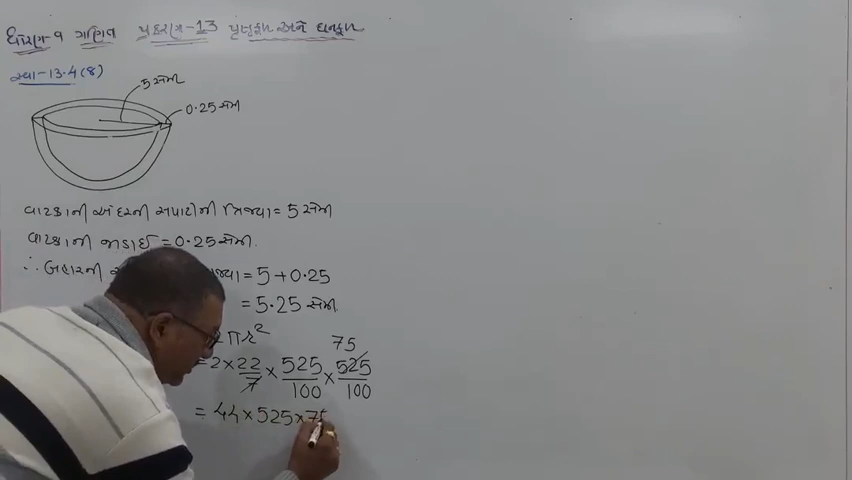 ધોરણ-૧ ગણિત પ્રકરણ-13 પૃષ્ઠફળ અને ઘનફળ
સ્વા-13.4(8)
5 સેમી
0.25 સેમી
વાટકાની અંદરની સપાટીની ત્રિજ્યા = 5 સેમી
વાટકાની જાડાઈ = 0.25 સેમી.
∴ બહારની = 5 + 0.25
= 5.25 સેમી
2πr²
75
= 2 × 22/7 × 525/100 × 525/100
= 44 × 525 × 75